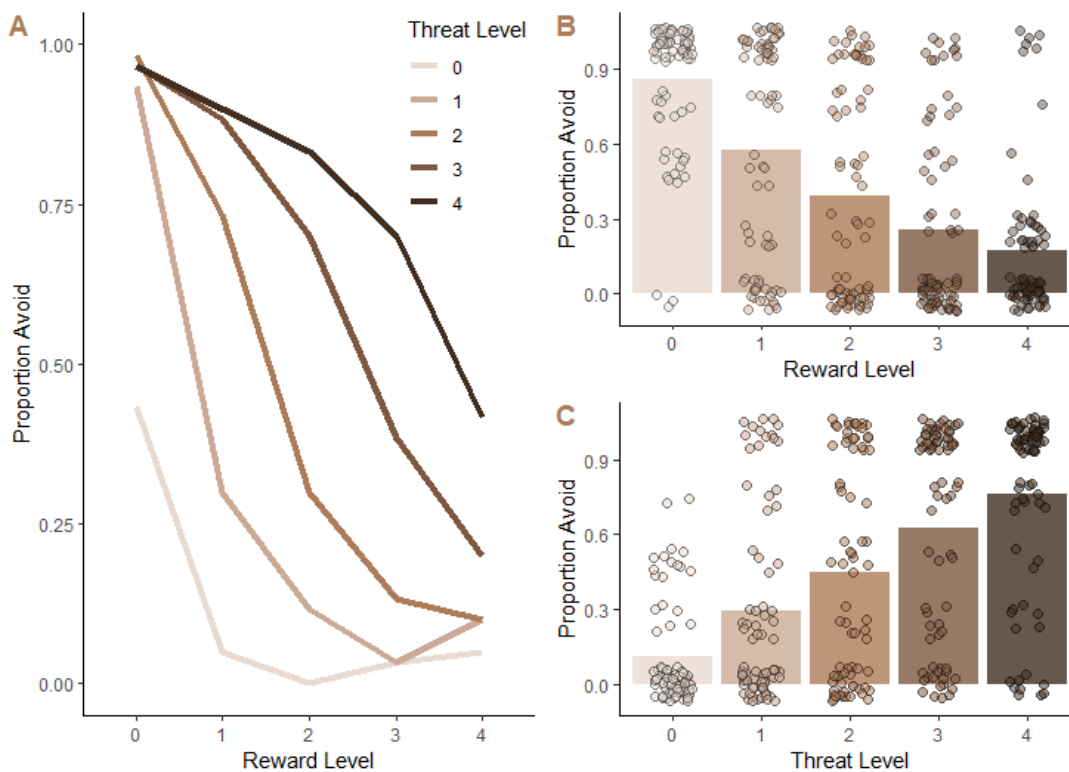 A
Proportion Avoid
1.00
0.75
0.50
0.25
0.00
0 1 2 3 4
Reward Level
Threat Level
0
1
2
3
4
B
Proportion Avoid
0.9
0.6
0.3
0.0
0 1 2 3 4
Reward Level
C
Proportion Avoid
0.9
0.6
0.3
0.0
0 1 2 3 4
Threat Level